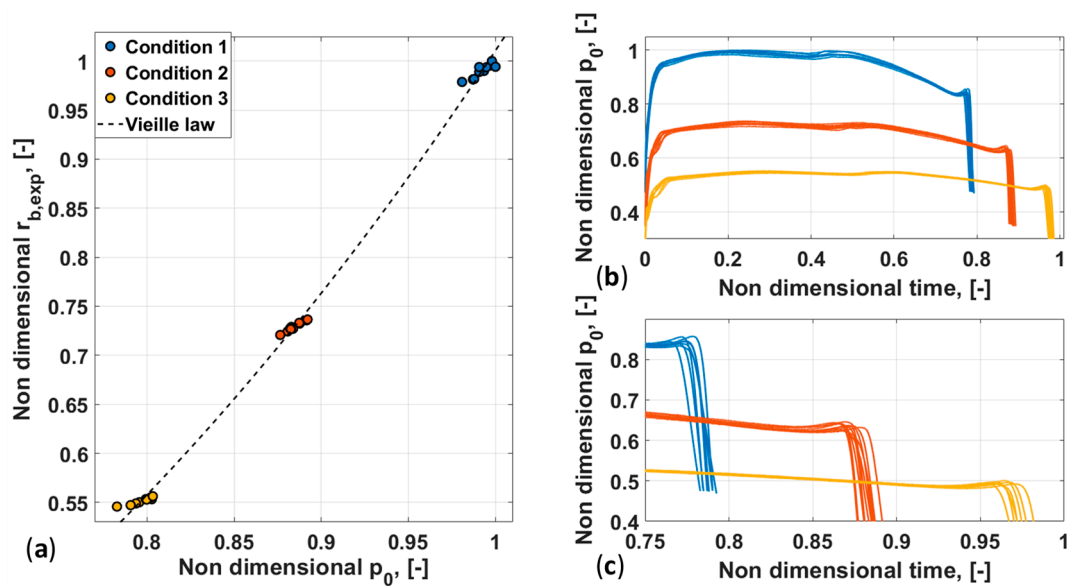 Condition 1
Condition 2
Condition 3
Vieille law
1
0.95
0.9
0.85
0.8
0.75
0.7
0.65
0.6
0.55
Non dimensional r_b,exp, [-]
0.8 0.85 0.9 0.95 1
(a) Non dimensional p_0, [-]
1
0.8
0.6
0.4
Non dimensional p_0, [-]
0 0.2 0.4 0.6 0.8 1
(b) Non dimensional time, [-]
0.8
0.7
0.6
0.5
0.4
Non dimensional p_0, [-]
0.75 0.8 0.85 0.9 0.95 1
(c) Non dimensional time, [-]